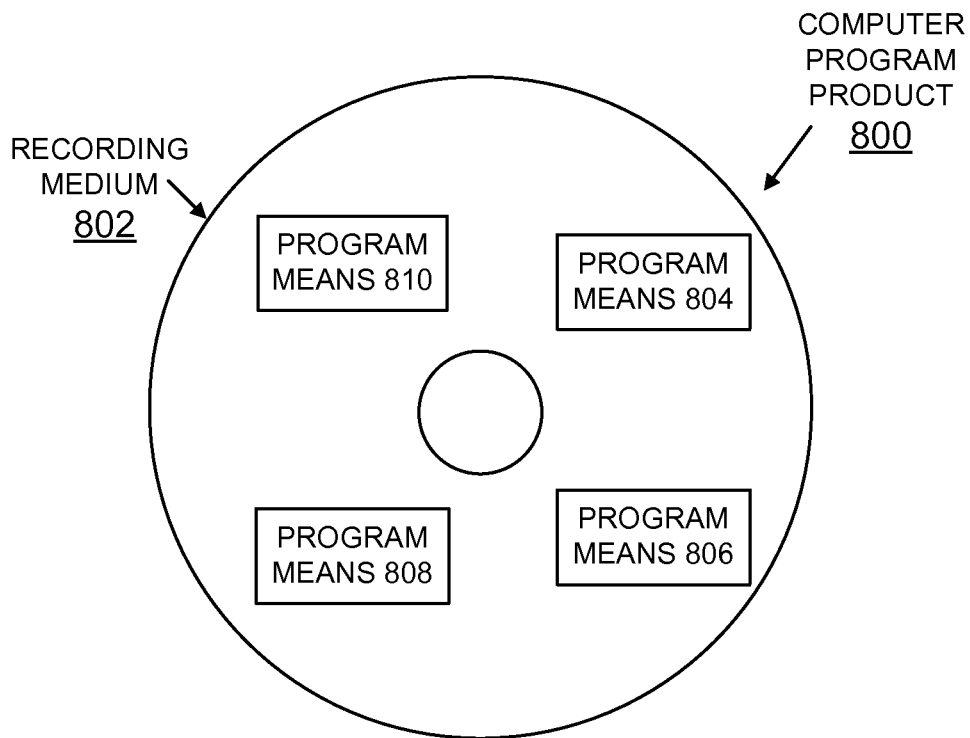 COMPUTER
PROGRAM
PRODUCT
800
RECORDING
MEDIUM
802
PROGRAM
MEANS 810
PROGRAM
MEANS 804
PROGRAM
MEANS 808
PROGRAM
MEANS 806